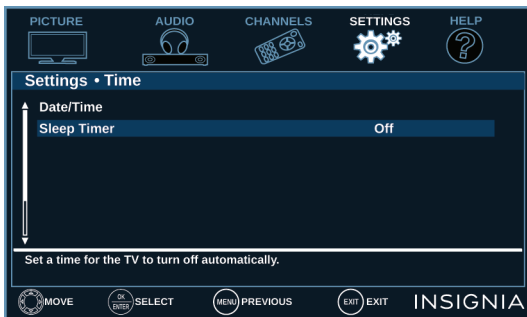 PICTURE AUDIO CHANNELS SETTINGS HELP
Settings • Time
Date/Time
Sleep Timer Off
Set a time for the TV to turn off automatically.
MOVE OK ENTER SELECT MENU PREVIOUS EXIT EXIT INSIGNIA